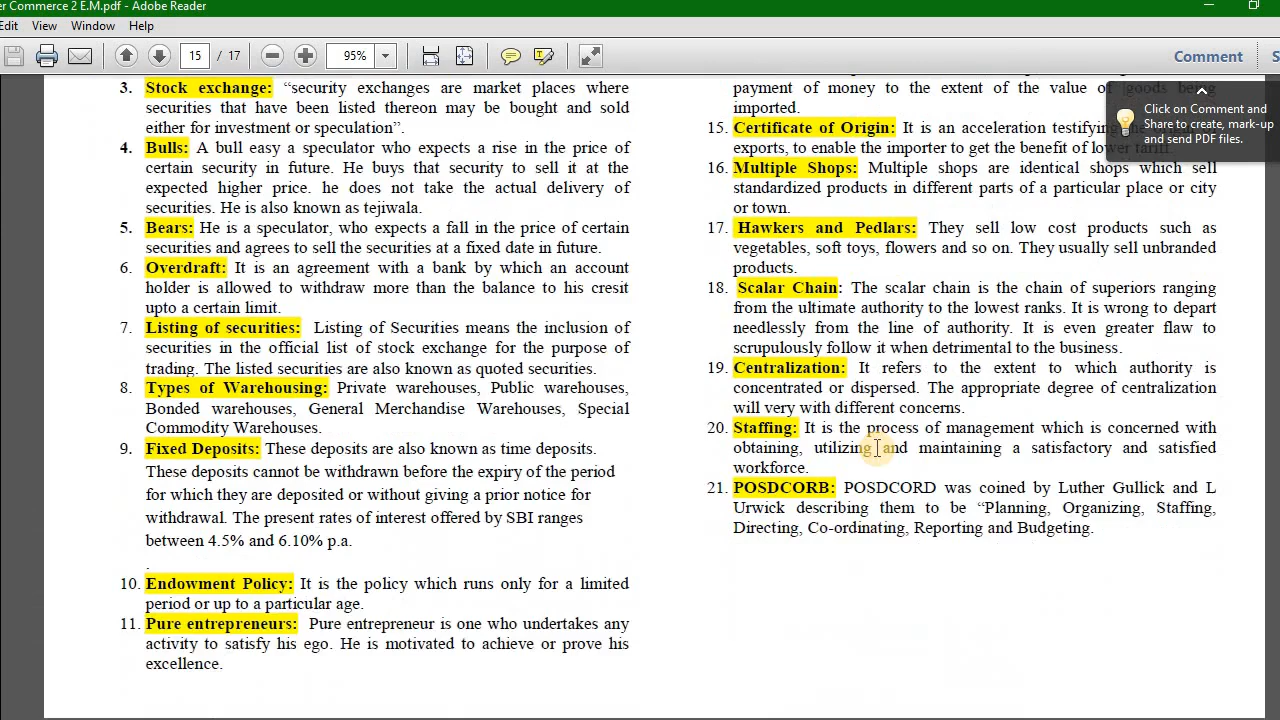 er Commerce 2 E.M.pdf - Adobe Reader
Edit View Window Help
15 / 17 95% Comment S
3. Stock exchange: “security exchanges are market places where
securities that have been listed thereon may be bought and sold
either for investment or speculation”.
4. Bulls: A bull easy a speculator who expects a rise in the price of
certain security in future. He buys that security to sell it at the
expected higher price. he does not take the actual delivery of
securities. He is also known as tejiwala.
5. Bears: He is a speculator, who expects a fall in the price of certain
securities and agrees to sell the securities at a fixed date in future.
6. Overdraft: It is an agreement with a bank by which an account
holder is allowed to withdraw more than the balance to his cresit
upto a certain limit.
7. Listing of securities: Listing of Securities means the inclusion of
securities in the official list of stock exchange for the purpose of
trading. The listed securities are also known as quoted securities.
8. Types of Warehousing: Private warehouses, Public warehouses,
Bonded warehouses, General Merchandise Warehouses, Special
Commodity Warehouses.
9. Fixed Deposits: These deposits are also known as time deposits.
These deposits cannot be withdrawn before the expiry of the period
for which they are deposited or without giving a prior notice for
withdrawal. The present rates of interest offered by SBI ranges
between 4.5% and 6.10% p.a.
.
10. Endowment Policy: It is the policy which runs only for a limited
period or up to a particular age.
11. Pure entrepreneurs: Pure entrepreneur is one who undertakes any
activity to satisfy his ego. He is motivated to achieve or prove his
excellence.
payment of money to the extent of the value of goods being
imported.
15. Certificate of Origin: It is an acceleration testifying
exports, to enable the importer to get the benefit of lower tariff.
16. Multiple Shops: Multiple shops are identical shops which sell
standardized products in different parts of a particular place or city
or town.
17. Hawkers and Pedlars: They sell low cost products such as
vegetables, soft toys, flowers and so on. They usually sell unbranded
products.
18. Scalar Chain: The scalar chain is the chain of superiors ranging
from the ultimate authority to the lowest ranks. It is wrong to depart
needlessly from the line of authority. It is even greater flaw to
scrupulously follow it when detrimental to the business.
19. Centralization: It refers to the extent to which authority is
concentrated or dispersed. The appropriate degree of centralization
will very with different concerns.
20. Staffing: It is the process of management which is concerned with
obtaining, utilizing and maintaining a satisfactory and satisfied
workforce.
21. POSDCORB: POSDCORD was coined by Luther Gullick and L
Urwick describing them to be “Planning, Organizing, Staffing,
Directing, Co-ordinating, Reporting and Budgeting.
Click on Comment and
Share to create, mark-up
and send PDF files.